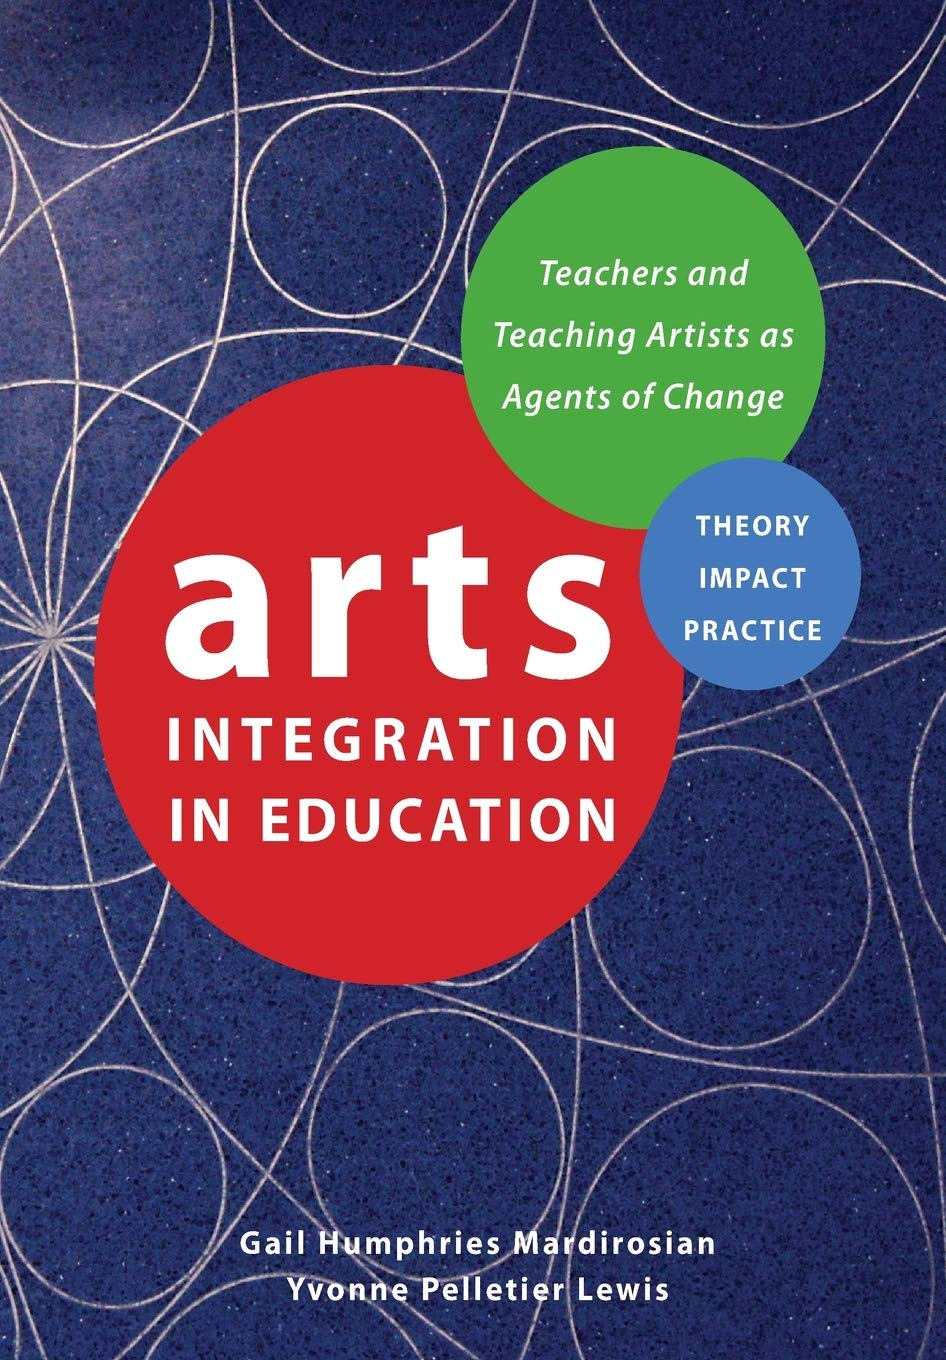 Teachers and
Teaching Artists as
Agents of Change
THEORY
IMPACT
PRACTICE
arts
INTEGRATION
IN EDUCATION
Gail Humphries Mardirosian
Yvonne Pelletier Lewis